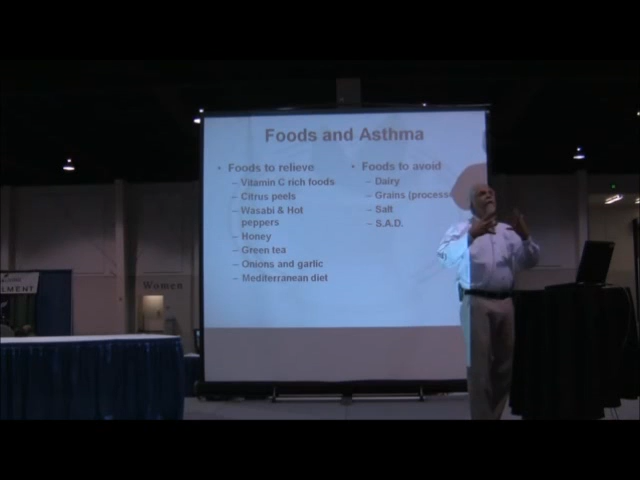 Foods and Asthma
• Foods to relieve
– Vitamin C rich foods
– Citrus peels
– Wasabi & Hot
peppers
– Honey
– Green tea
– Onions and garlic
– Mediterranean diet
• Foods to avoid
– Dairy
– Grains (process
– Salt
– S.A.D.
Women
LMENT